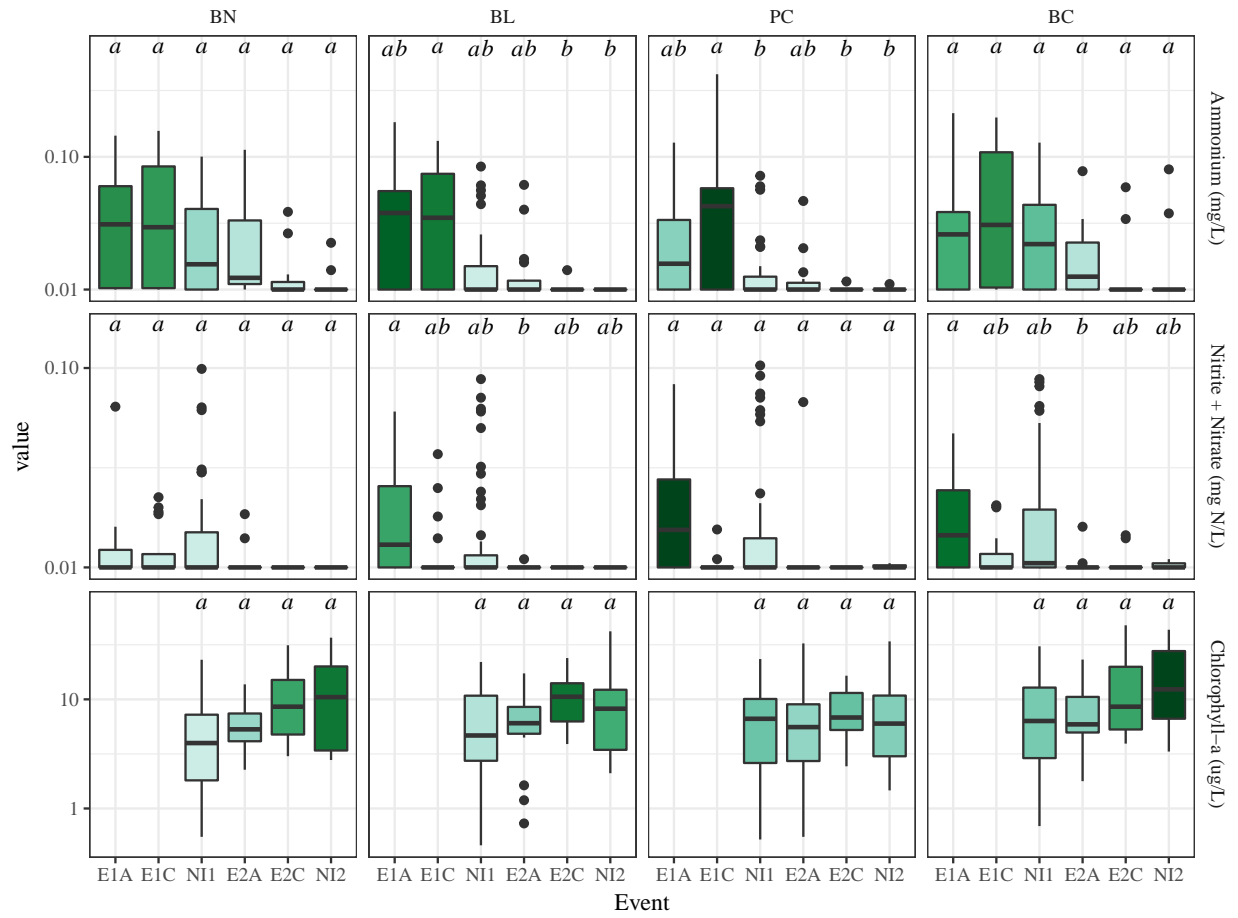 BN BL PC BC
a a a a a a ab a ab ab b b ab a b ab b b a a a a a a
0.10
0.01
Ammonium (mg/L)
a a a a a a a ab ab b ab ab a a a a a a a ab ab b ab ab
0.10
0.01
Nitrite + Nitrate (mg N/L)
a a a a a a a a a a a a a a a a
10
1
Chlorophyll−a (ug/L)
value
E1A E1C NI1 E2A E2C NI2 E1A E1C NI1 E2A E2C NI2 E1A E1C NI1 E2A E2C NI2 E1A E1C NI1 E2A E2C NI2
Event